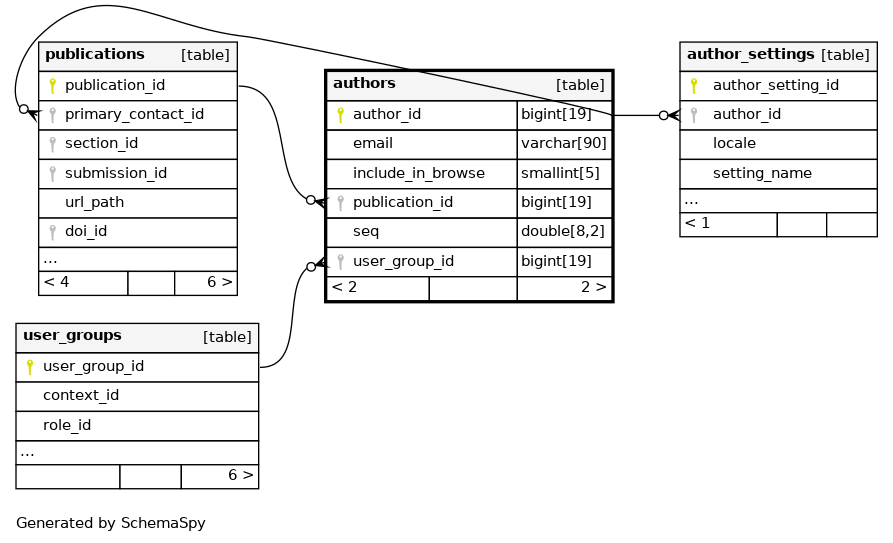 publications [table]
publication_id
primary_contact_id
section_id
submission_id
url_path
doi_id
...
< 4 6 >
authors [table]
author_id bigint[19]
email varchar[90]
include_in_browse smallint[5]
publication_id bigint[19]
seq double[8,2]
user_group_id bigint[19]
< 2 2 >
author_settings [table]
author_setting_id
author_id
locale
setting_name
...
< 1
user_groups [table]
user_group_id
context_id
role_id
...
6 >
Generated by SchemaSpy